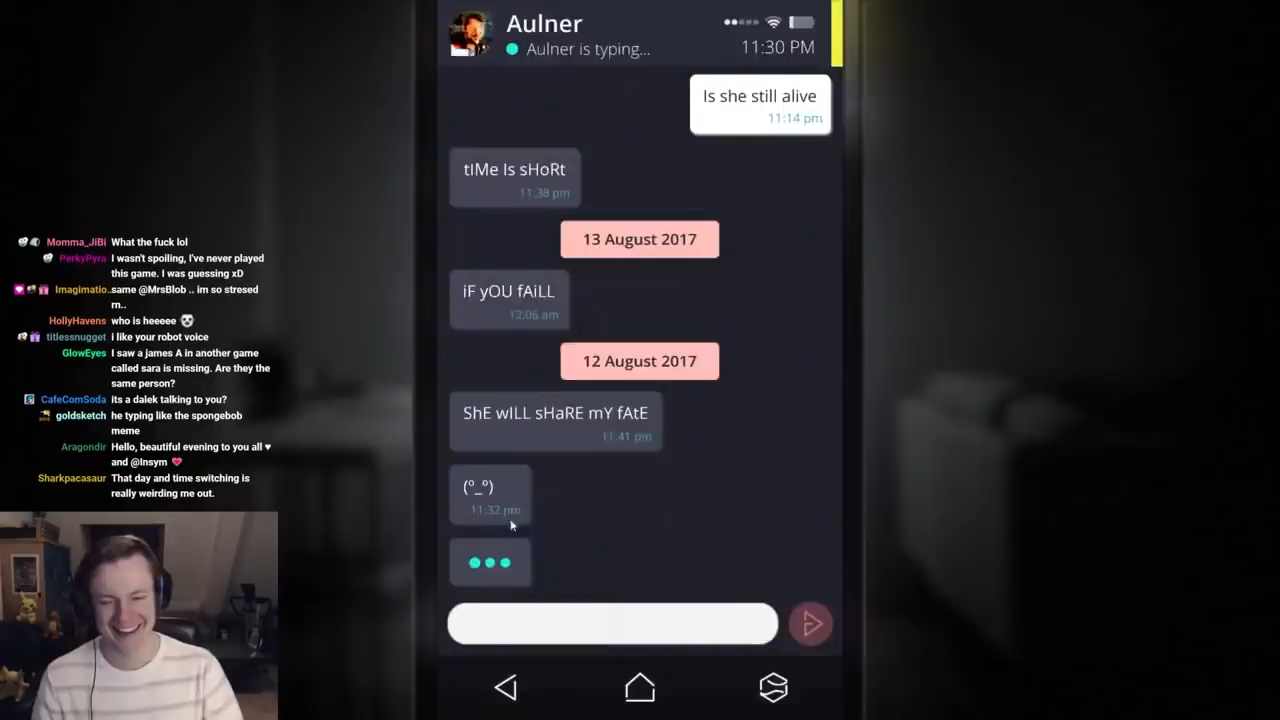 Aulner
Aulner is typing...
11:30 PM
Is she still alive
11:14 pm
tIMe Is sHoRt
11:38 pm
13 August 2017
iF yOU fAiLL
12:06 am
12 August 2017
ShE wILL sHaRE mY fAtE
11:41 pm
(°_°)
11:32 pm
Momma_JiBi What the fuck lol
PerkyPyra I wasn't spoiling, I've never played
this game. I was guessing xD
Imaginatio.. same @MrsBlob .. im so stresed
rn..
HollyHavens who is heeeee
titlessnugget i like your robot voice
GlowEyes I saw a james A in another game
called sara is missing. Are they the
same person?
CafeComSoda its a dalek talking to you?
goldsketch he typing like the spongebob
meme
Aragondir Hello, beautiful evening to you all ♥
and @Insym ❤
Sharkpacasaur That day and time switching is
really weirding me out.